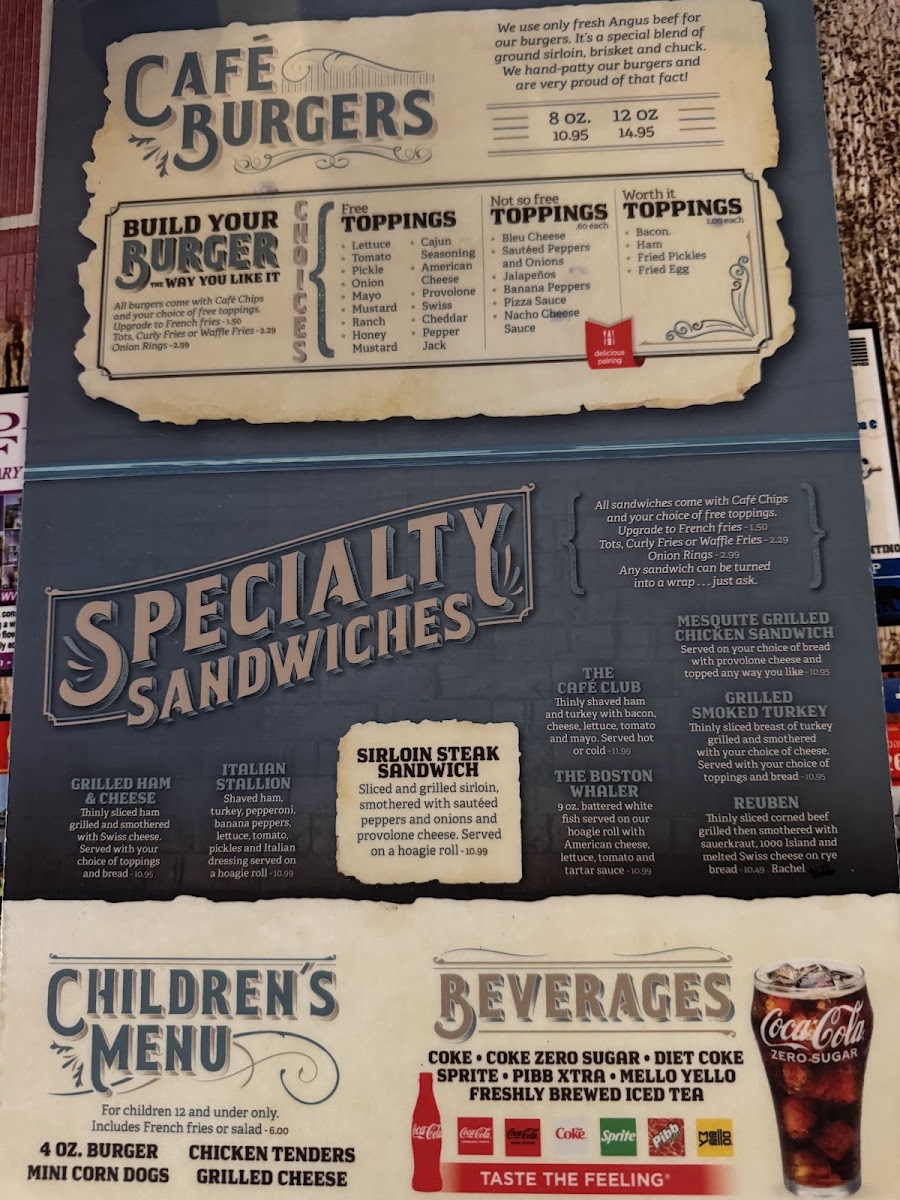 CAFÉ
BURGERS
We use only fresh Angus beef for
our burgers. It's a special blend of
ground sirloin, brisket and chuck.
We hand-patty our burgers and
are very proud of that fact!
8 OZ. 12 OZ
10.95 14.95
BUILD YOUR
BURGER
THE WAY YOU LIKE IT
All burgers come with Café Chips
and your choice of free toppings.
Upgrade to French fries - 1.50
Tots, Curly Fries or Waffle Fries - 2.29
Onion Rings - 2.99
CHOICES
Free
TOPPINGS
• Lettuce
• Tomato
• Pickle
• Onion
• Mayo
• Mustard
• Ranch
• Honey
Mustard
• Cajun
Seasoning
• American
Cheese
• Provolone
• Swiss
• Cheddar
• Pepper
Jack
Not so free
TOPPINGS
.60 each
• Bleu Cheese
• Sautéed Peppers
and Onions
• Jalapeños
• Banana Peppers
• Pizza Sauce
• Nacho Cheese
Sauce
Worth it
TOPPINGS
1.00 each
• Bacon
• Ham
• Fried Pickles
• Fried Egg
YA!
delicious
pairing
SPECIALTY
SANDWICHES
All sandwiches come with Café Chips
and your choice of free toppings.
Upgrade to French fries - 1.50
Tots, Curly Fries or Waffle Fries - 2.29
Onion Rings - 2.99
Any sandwich can be turned
into a wrap . . . just ask.
GRILLED HAM
& CHEESE
Thinly sliced ham
grilled and smothered
with Swiss cheese.
Served with your
choice of toppings
and bread - 10.95
ITALIAN
STALLION
Shaved ham,
turkey, pepperoni,
banana peppers,
lettuce, tomato,
pickles and Italian
dressing served on
a hoagie roll - 10.99
SIRLOIN STEAK
SANDWICH
Sliced and grilled sirloin,
smothered with sautéed
peppers and onions and
provolone cheese. Served
on a hoagie roll - 10.99
THE
CAFÉ CLUB
Thinly shaved ham
and turkey with bacon,
cheese, lettuce, tomato
and mayo. Served hot
or cold - 11.99
THE BOSTON
WHALER
9 oz. battered white
fish served on our
hoagie roll with
American cheese,
lettuce, tomato and
tartar sauce - 10.99
MESQUITE GRILLED
CHICKEN SANDWICH
Served on your choice of bread
with provolone cheese and
topped any way you like - 10.95
GRILLED
SMOKED TURKEY
Thinly sliced breast of turkey
grilled and smothered
with your choice of cheese.
Served with your choice of
toppings and bread - 10.95
REUBEN
Thinly sliced corned beef
grilled then smothered with
sauerkraut, 1000 Island and
melted Swiss cheese on rye
bread - 10.49 Rachel
CHILDREN'S
MENU
For children 12 and under only.
Includes French fries or salad - 6.00
4 OZ. BURGER CHICKEN TENDERS
MINI CORN DOGS GRILLED CHEESE
BEVERAGES
COKE • COKE ZERO SUGAR • DIET COKE
SPRITE • PIBB XTRA • MELLO YELLO
FRESHLY BREWED ICED TEA
Coca-Cola
Coca-Cola
Coca-Cola
Coke
Sprite
Pibb
Mello Yello
TASTE THE FEELING®
Coca-Cola
ZERO SUGAR